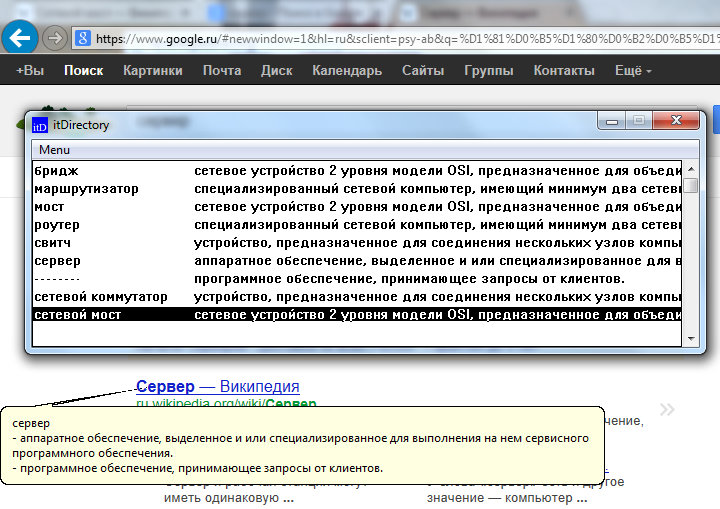 https://www.google.ru/#newwindow=1&hl=ru&sclient=psy-ab&q=%D1%81%D0%B5%D1%80%D0%B2%D0%B5%D1%
+Вы Поиск Картинки Почта Диск Календарь Сайты Группы Контакты Ещё
itD itDirectory
сервер
Menu
бридж сетевое устройство 2 уровня модели OSI, предназначенное для объеди
маршрутизатор специализированный сетевой компьютер, имеющий минимум два сетев
мост сетевое устройство 2 уровня модели OSI, предназначенное для объеди
роутер специализированный сетевой компьютер, имеющий минимум два сетев
свитч устройство, предназначенное для соединения нескольких узлов компь
сервер аппаратное обеспечение, выделенное и или специализированное для в
-------- программное обеспечение, принимающее запросы от клиентов.
сетевой коммутатор устройство, предназначенное для соединения нескольких узлов компь
сетевой мост сетевое устройство 2 уровня модели OSI, предназначенное для объеди
Сервер — Википедия
ru.wikipedia.org/wiki/Сервер
сервер
- аппаратное обеспечение, выделенное и или специализированное для выполнения на нем сервисного
программного обеспечения.
- программное обеспечение, принимающее запросы от клиентов.
чение,
иметь одинаковую ... значение — компьютер ...